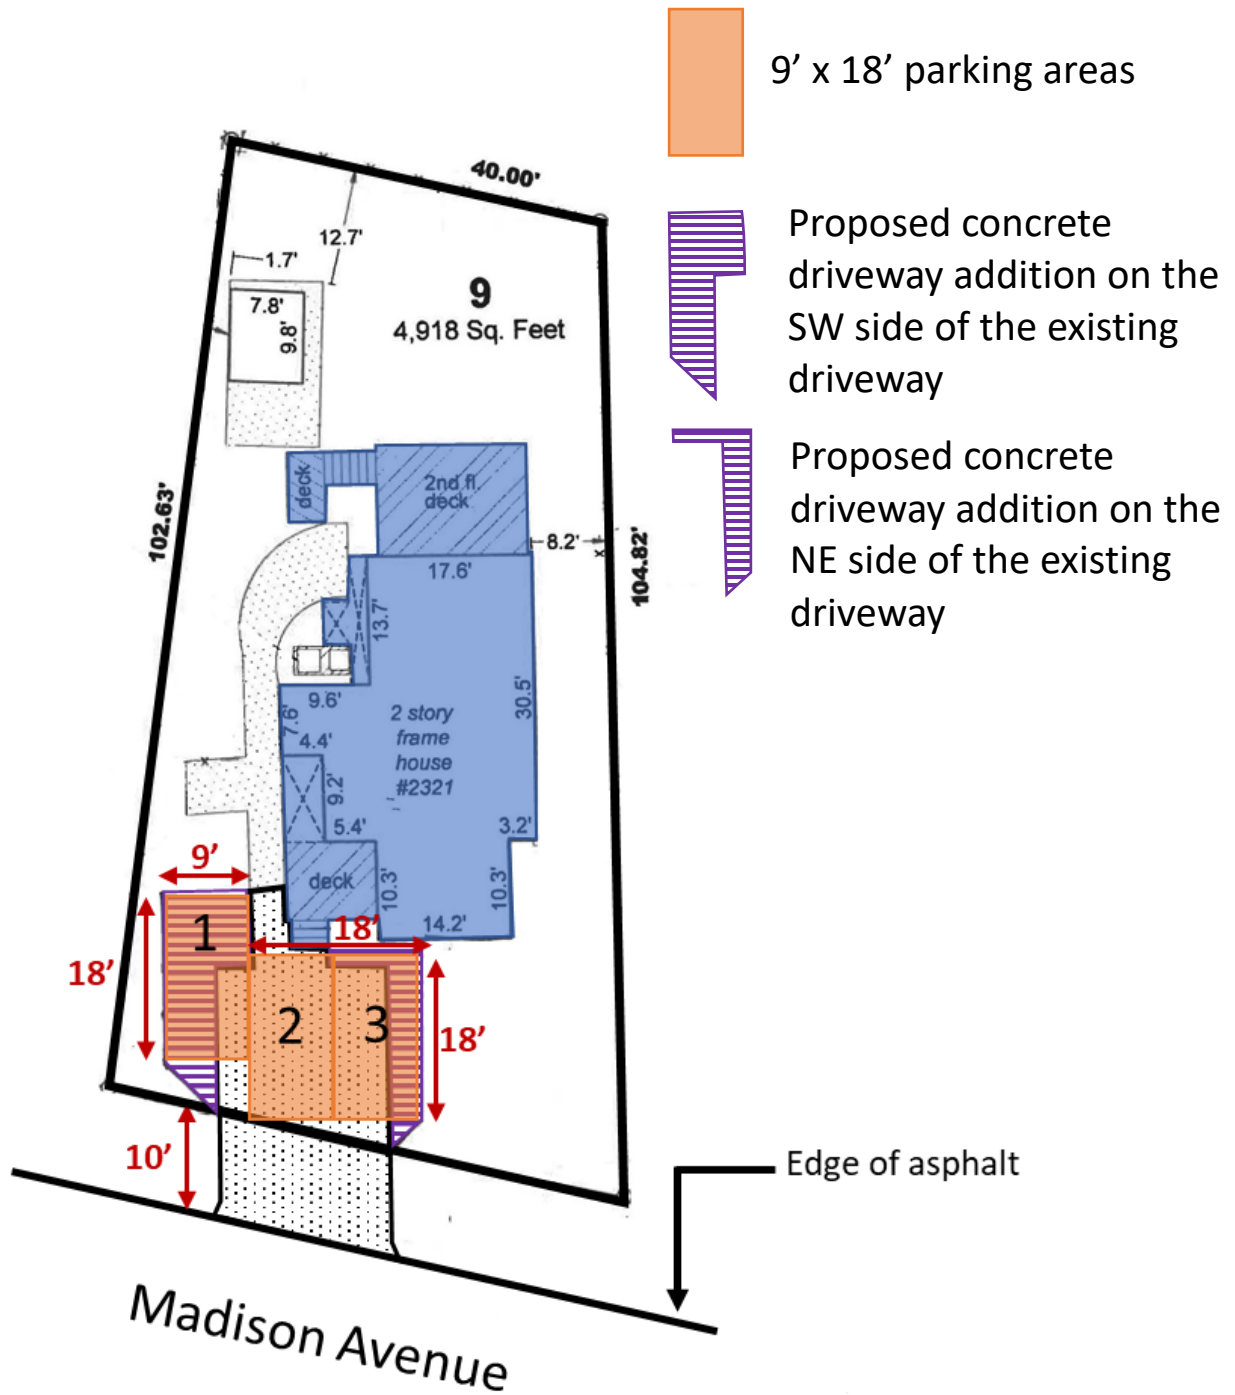 9’ x 18’ parking areas
Proposed concrete
driveway addition on the
SW side of the existing
driveway
Proposed concrete
driveway addition on the
NE side of the existing
driveway
40.00'
12.7'
1.7'
7.8'
9.8'
9
4,918 Sq. Feet
102.63'
104.82'
deck
2nd fl.
deck
8.2'
17.6'
13.7'
30.5'
9.6'
7.6'
4.4'
9.2'
5.4'
2 story
frame
house
#2321
3.2'
deck
10.3'
10.3'
14.2'
9’
18’
1
18’
2
3
18’
10’
Edge of asphalt
Madison Avenue